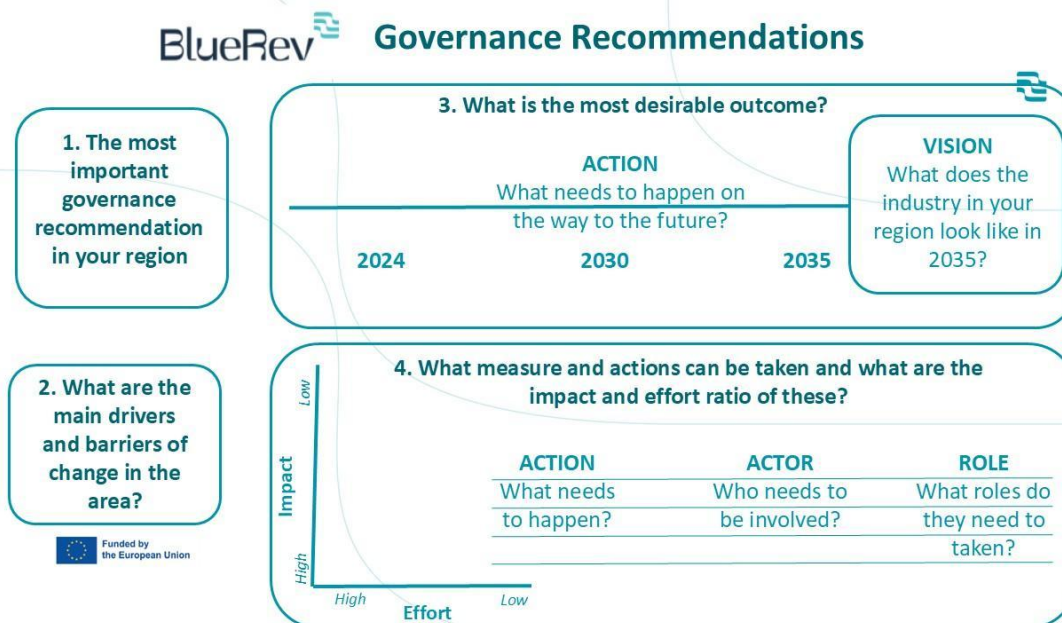 BlueRev
Governance Recommendations
1. The most
important
governance
recommendation
in your region
3. What is the most desirable outcome?
ACTION
What needs to happen on
the way to the future?
2024
2030
2035
VISION
What does the
industry in your
region look like in
2035?
2. What are the
main drivers
and barriers of
change in the
area?
Funded by
the European Union
4. What measure and actions can be taken and what are the
impact and effort ratio of these?
Low
Impact
High
High
Low
Effort
ACTION
What needs
to happen?
ACTOR
Who needs to
be involved?
ROLE
What roles do
they need to
taken?